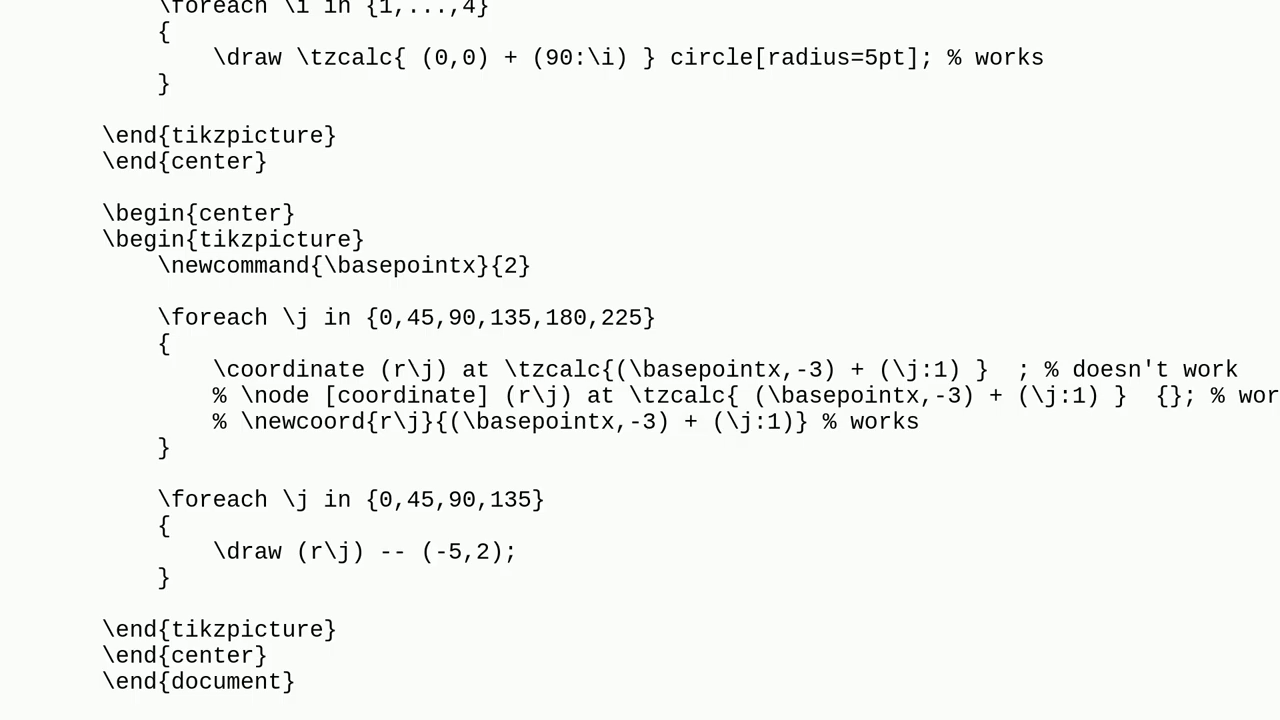 \foreach \i in {1,...,4}
{
\draw \tzcalc{ (0,0) + (90:\i) } circle[radius=5pt]; % works
}
\end{tikzpicture}
\end{center}
\begin{center}
\begin{tikzpicture}
\newcommand{\basepointx}{2}
\foreach \j in {0,45,90,135,180,225}
{
\coordinate (r\j) at \tzcalc{(\basepointx,-3) + (\j:1) }  ; % doesn't work
% \node [coordinate] (r\j) at \tzcalc{ (\basepointx,-3) + (\j:1) }  {}; %
% \newcoord{r\j}{(\basepointx,-3) + (\j:1)} % works
}
\foreach \j in {0,45,90,135}
{
\draw (r\j) -- (-5,2);
}
\end{tikzpicture}
\end{center}
\end{document}